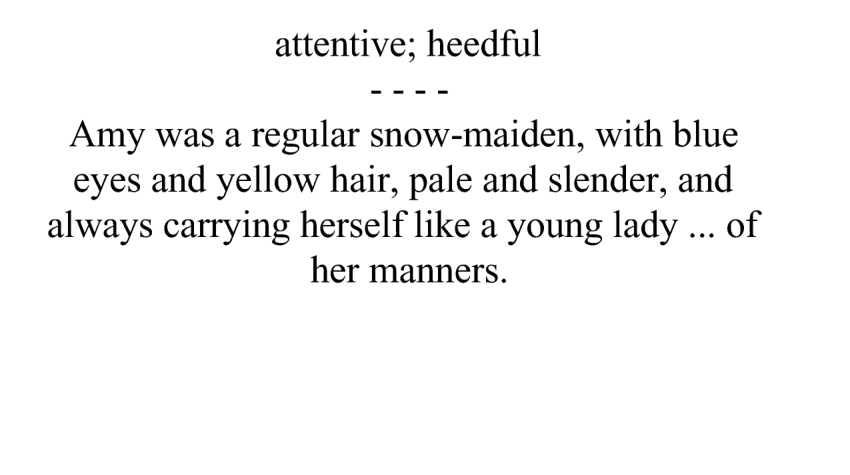 attentive; heedful
- - - -
Amy was a regular snow-maiden, with blue
eyes and yellow hair, pale and slender, and
always carrying herself like a young lady ... of
her manners.